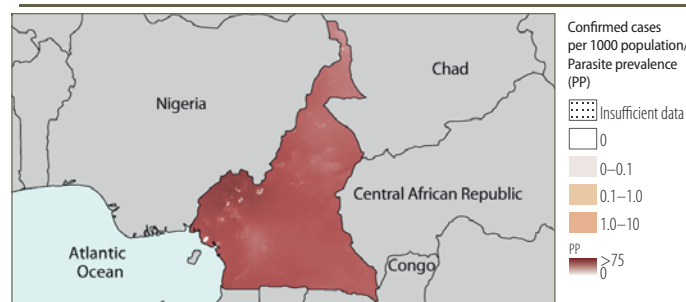 Nigeria
Chad
Central African Republic
Congo
Atlantic
Ocean
Confirmed cases
per 1000 population/
Parasite prevalence
(PP)
Insufficient data
0
0–0.1
0.1–1.0
1.0–10
PP
>75
0